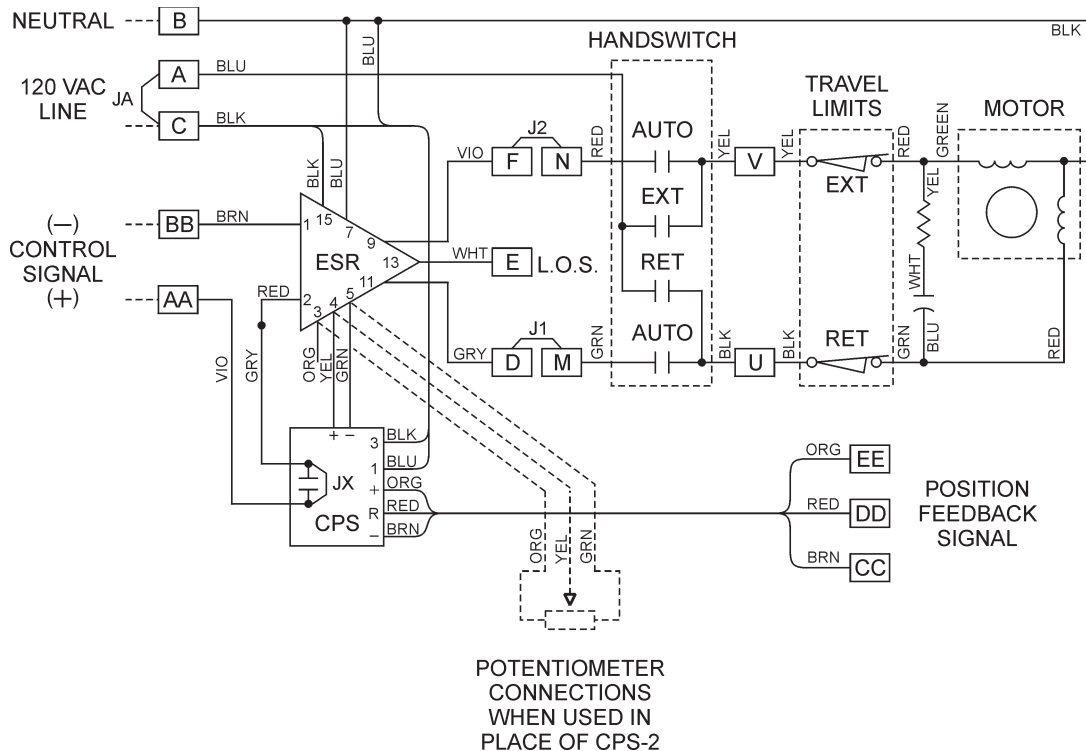 NEUTRAL
B
BLU
BLK
A
BLU
HANDSWITCH
120 VAC
LINE
JA
C
BLK
TRAVEL
LIMITS
MOTOR
BLK
BLU
VIO
J2
F
N
RED
AUTO
YEL
V
YEL
EXT
RED
GREEN
YEL
(—)
CONTROL
SIGNAL
(+)
BB
BRN
1
15
7
9
ESR
13
11
2
3
4
5
WHT
E
L.O.S.
EXT
RET
AUTO
AA
RED
VIO
GRY
ORG
YEL
GRN
GRY
J1
D
M
GRN
BLK
U
BLK
RET
GRN
WHT
BLU
RED
+
−
3
BLK
1
BLU
JX
+
ORG
R
RED
CPS
−
BRN
ORG
EE
RED
DD
BRN
CC
POSITION
FEEDBACK
SIGNAL
ORG
YEL
GRN
POTENTIOMETER
CONNECTIONS
WHEN USED IN
PLACE OF CPS-2